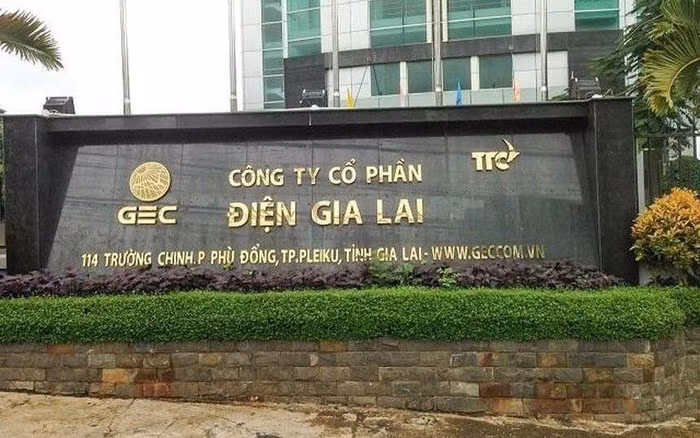 GEC
CÔNG TY CỔ PHẦN
TTC
ĐIỆN GIA LAI
114 TRƯỜNG CHINH.P PHÙ ĐỔNG,TP.PLEIKU,TỈNH GIA LAI-WWW.GECCOM.VN